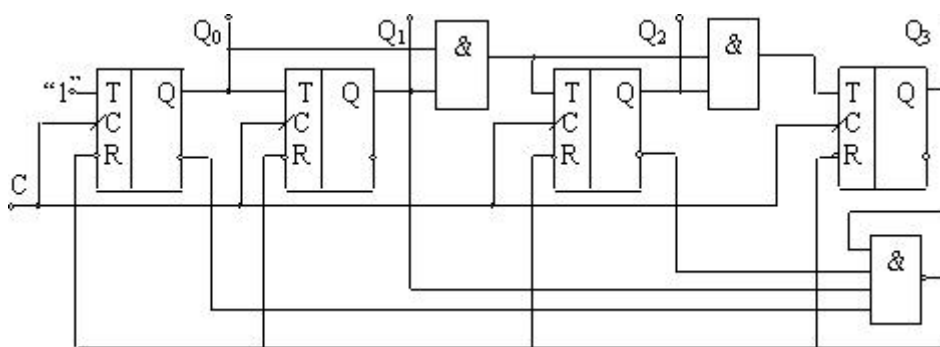 Q0 Q1 & Q2 & Q3
"1" T Q T Q T Q T Q
C C C C
R R R R
C
&